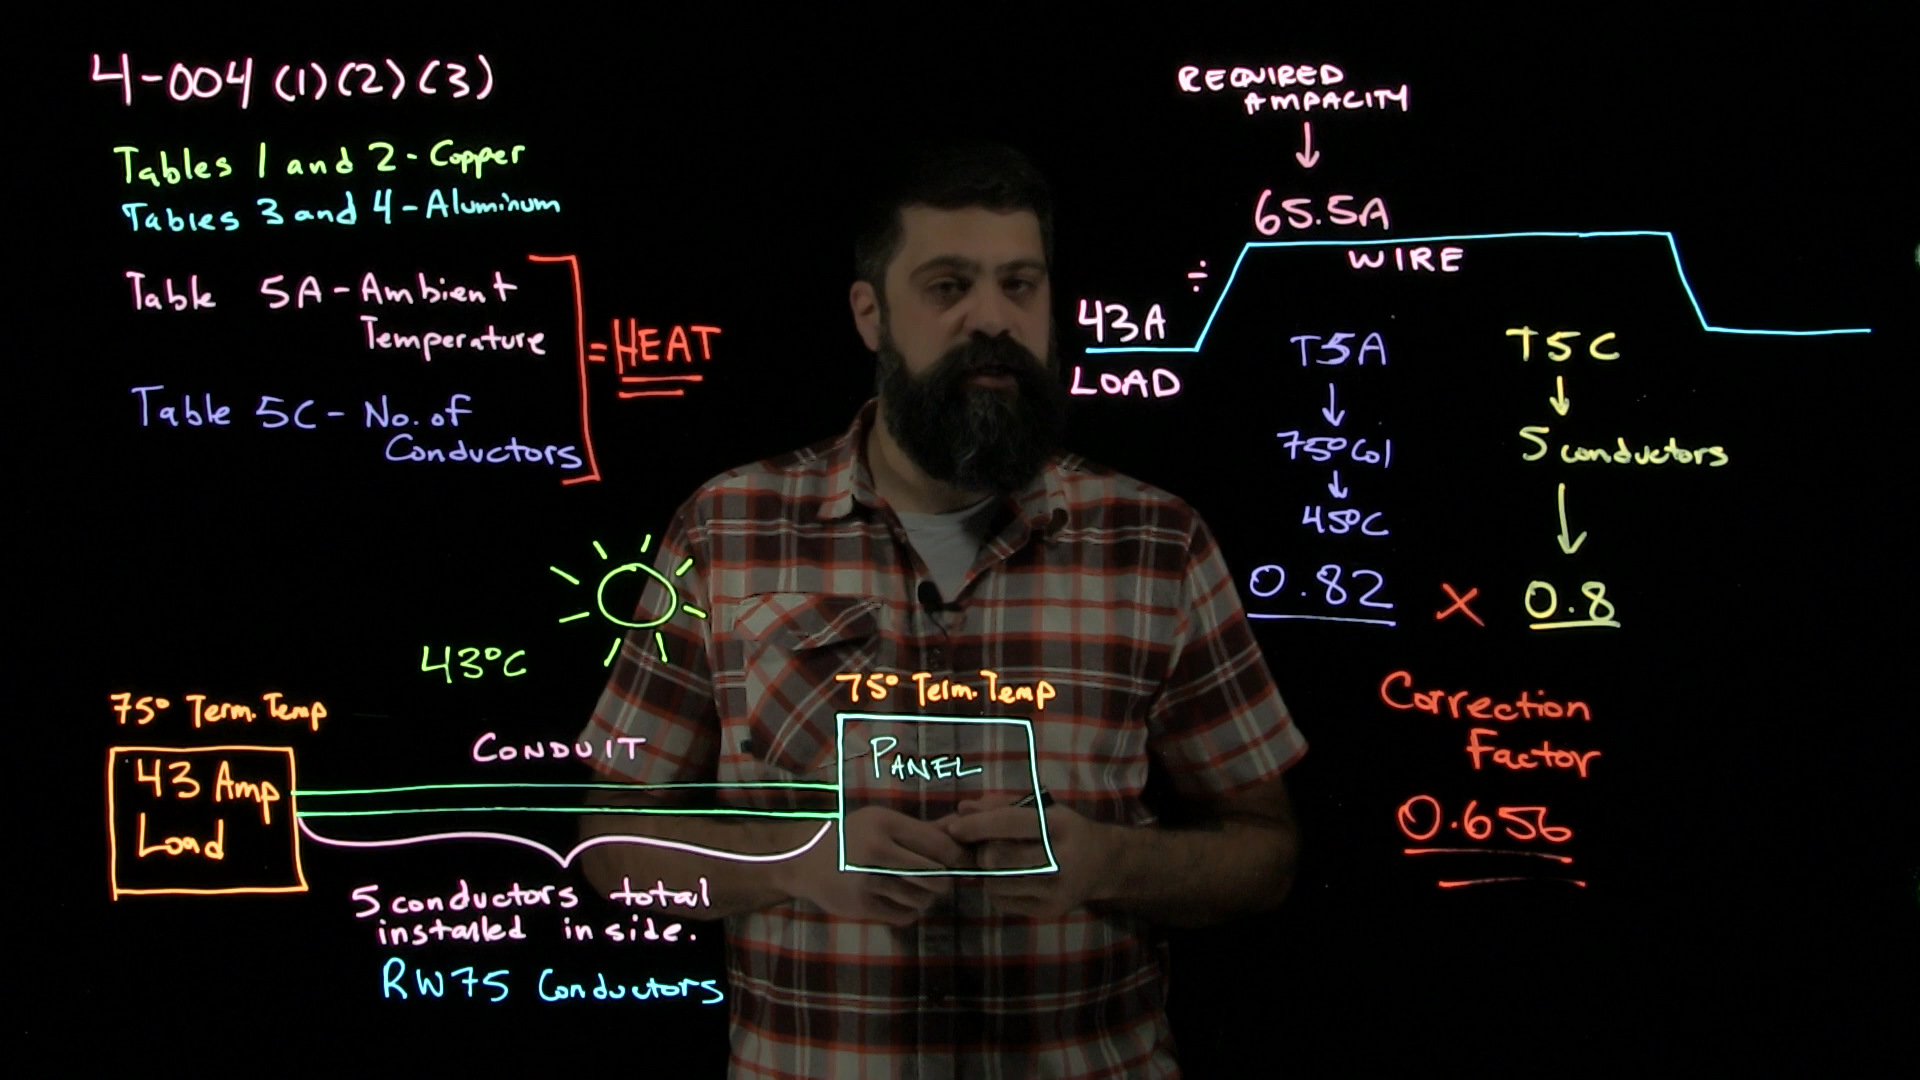 4-004 (1)(2)(3)
Tables 1 and 2 - Copper
Tables 3 and 4 - Aluminum
Table 5A - Ambient
Temperature
Table 5C - No. of
Conductors
= HEAT
43°C
75° Term. Temp
43 Amp
Load
CONDUIT
5 conductors total
installed inside.
RW75 Conductors
75° Term. Temp
PANEL
REQUIRED
AMPACITY
65.5A
÷
WIRE
43A
LOAD
T5A
75° Col
45°C
0.82
X
T5C
5 conductors
0.8
Correction
Factor
0.656